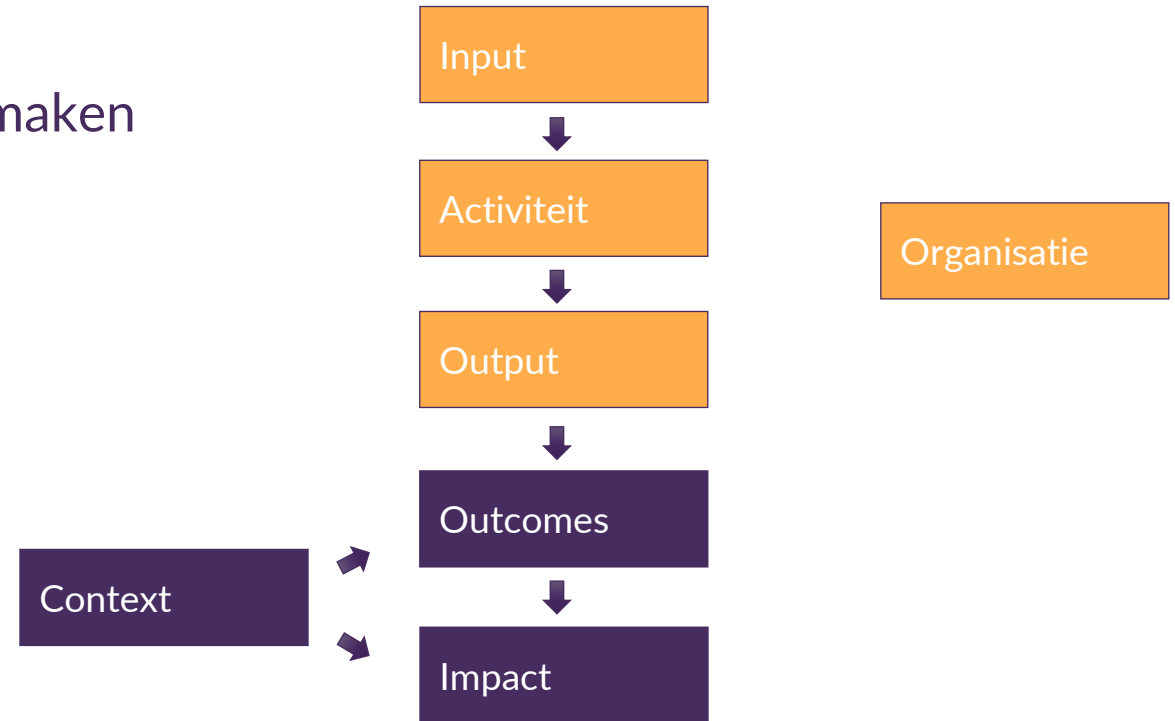 maken
Input
Activiteit
Organisatie
Output
Outcomes
Context
Impact